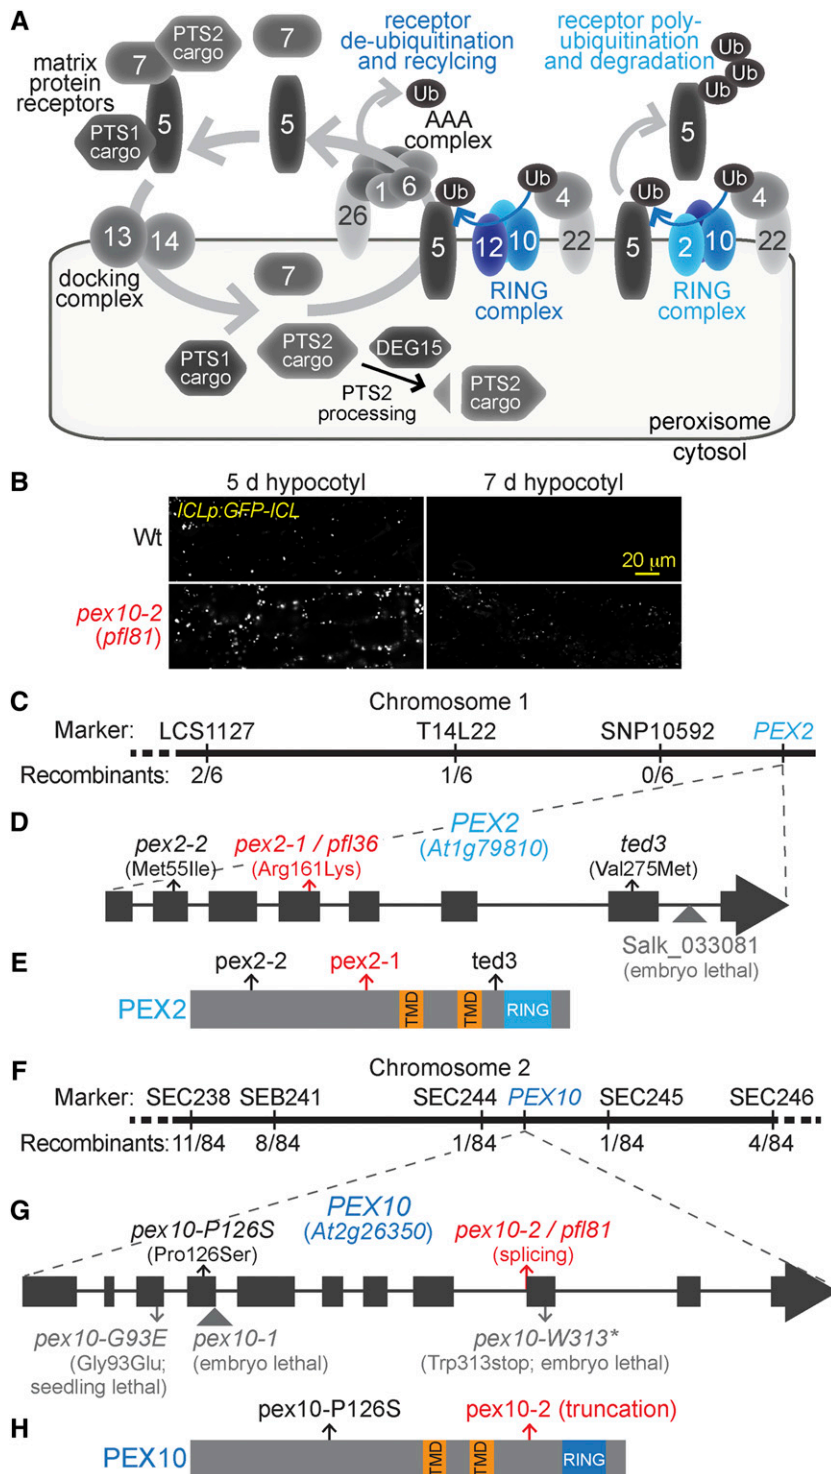 A
matrix
protein
receptors
7
PTS2
cargo
7
receptor
de-ubiquitination
and recylcing
receptor poly-
ubiquitination
and degradation
Ub
Ub
Ub
Ub
PTS1
cargo
5
5
Ub
AAA
complex
5
1
6
26
Ub
Ub
4
Ub
Ub
4
13
14
5
12
10
22
5
2
10
22
docking
complex
7
RING
complex
RING
complex
PTS1
cargo
PTS2
cargo
DEG15
PTS2
processing
PTS2
cargo
peroxisome
cytosol
B
5 d hypocotyl
7 d hypocotyl
Wt
ICLp:GFP-ICL
20 µm
pex10-2
(pfl81)
C
Chromosome 1
Marker: LCS1127 T14L22 SNP10592 PEX2
Recombinants: 2/6 1/6 0/6
D
PEX2
(At1g79810)
pex2-2
(Met55Ile)
pex2-1 / pfl36
(Arg161Lys)
ted3
(Val275Met)
Salk_033081
(embryo lethal)
E
pex2-2
pex2-1
ted3
PEX2
TMD
TMD
RING
F
Chromosome 2
Marker: SEC238 SEB241 SEC244 PEX10 SEC245 SEC246
Recombinants: 11/84 8/84 1/84 1/84 4/84
G
PEX10
(At2g26350)
pex10-P126S
(Pro126Ser)
pex10-2 / pfl81
(splicing)
pex10-G93E
(Gly93Glu;
seedling lethal)
pex10-1
(embryo lethal)
pex10-W313*
(Trp313stop; embryo lethal)
H
pex10-P126S
pex10-2 (truncation)
PEX10
TMD
TMD
RING